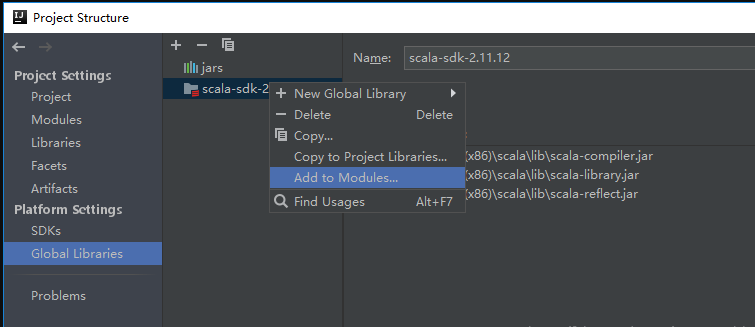 Project Structure
Project Settings
Project
Modules
Libraries
Facets
Artifacts
Platform Settings
SDKs
Global Libraries
Problems
jars
scala-sdk-2
New Global Library
Delete Delete
Copy...
Copy to Project Libraries...
Add to Modules...
Find Usages Alt+F7
Name: scala-sdk-2.11.12
(x86)\scala\lib\scala-compiler.jar
(x86)\scala\lib\scala-library.jar
(x86)\scala\lib\scala-reflect.jar